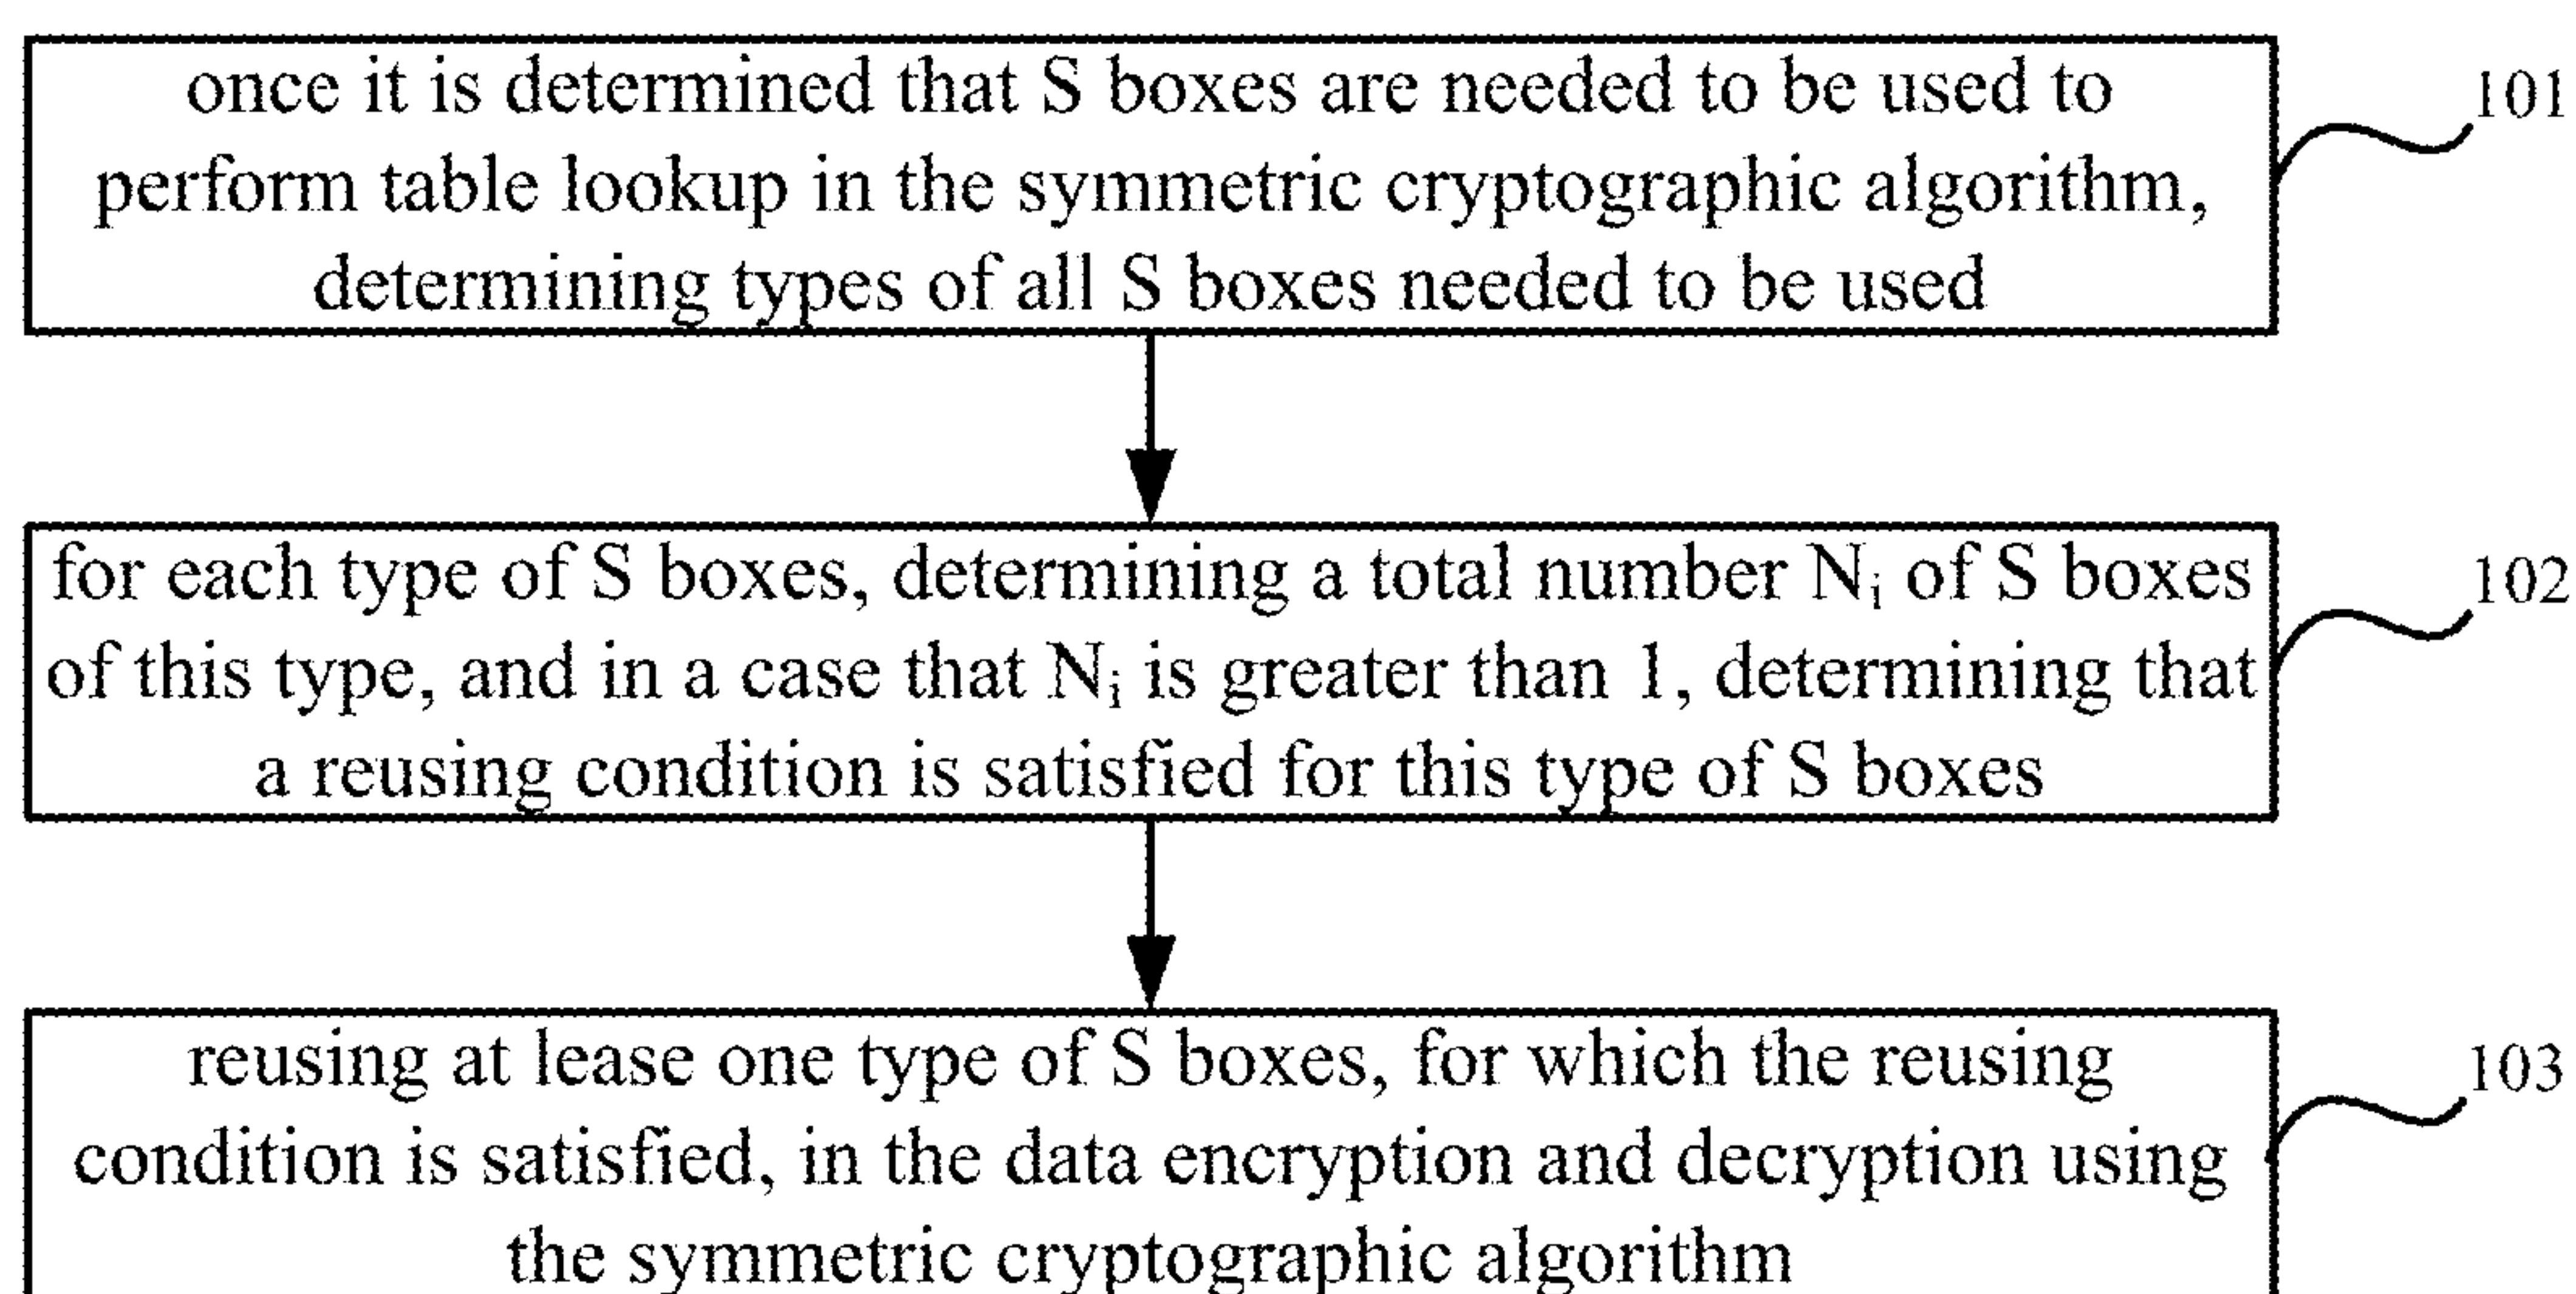 once it is determined that S boxes are needed to be used to
perform table lookup in the symmetric cryptographic algorithm,
determining types of all S boxes needed to be used
101
for each type of S boxes, determining a total number Nᵢ of S boxes
of this type, and in a case that Nᵢ is greater than 1, determining that
a reusing condition is satisfied for this type of S boxes
102
reusing at lease one type of S boxes, for which the reusing
condition is satisfied, in the data encryption and decryption using
the symmetric cryptographic algorithm
103